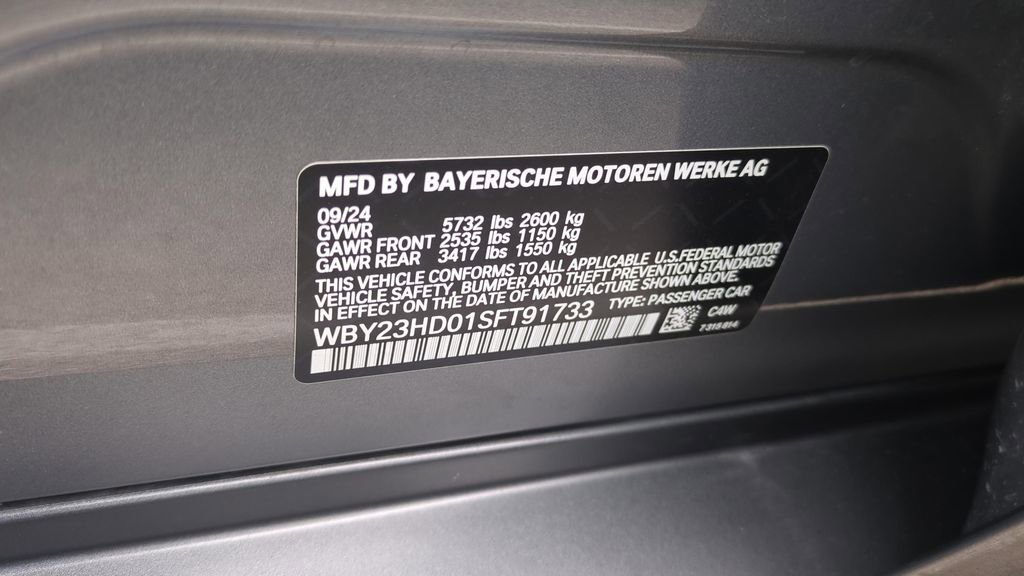 MFD BY BAYERISCHE MOTOREN WERKE AG
09/24
GVWR 5732 lbs 2600 kg
GAWR FRONT 2535 lbs 1150 kg
GAWR REAR 3417 lbs 1550 kg
THIS VEHICLE CONFORMS TO ALL APPLICABLE U.S.FEDERAL MOTOR
VEHICLE SAFETY, BUMPER AND THEFT PREVENTION STANDARDS
IN EFFECT ON THE DATE OF MANUFACTURE SHOWN ABOVE.
WBY23HD01SFT91733 TYPE: PASSENGER CAR
C4W